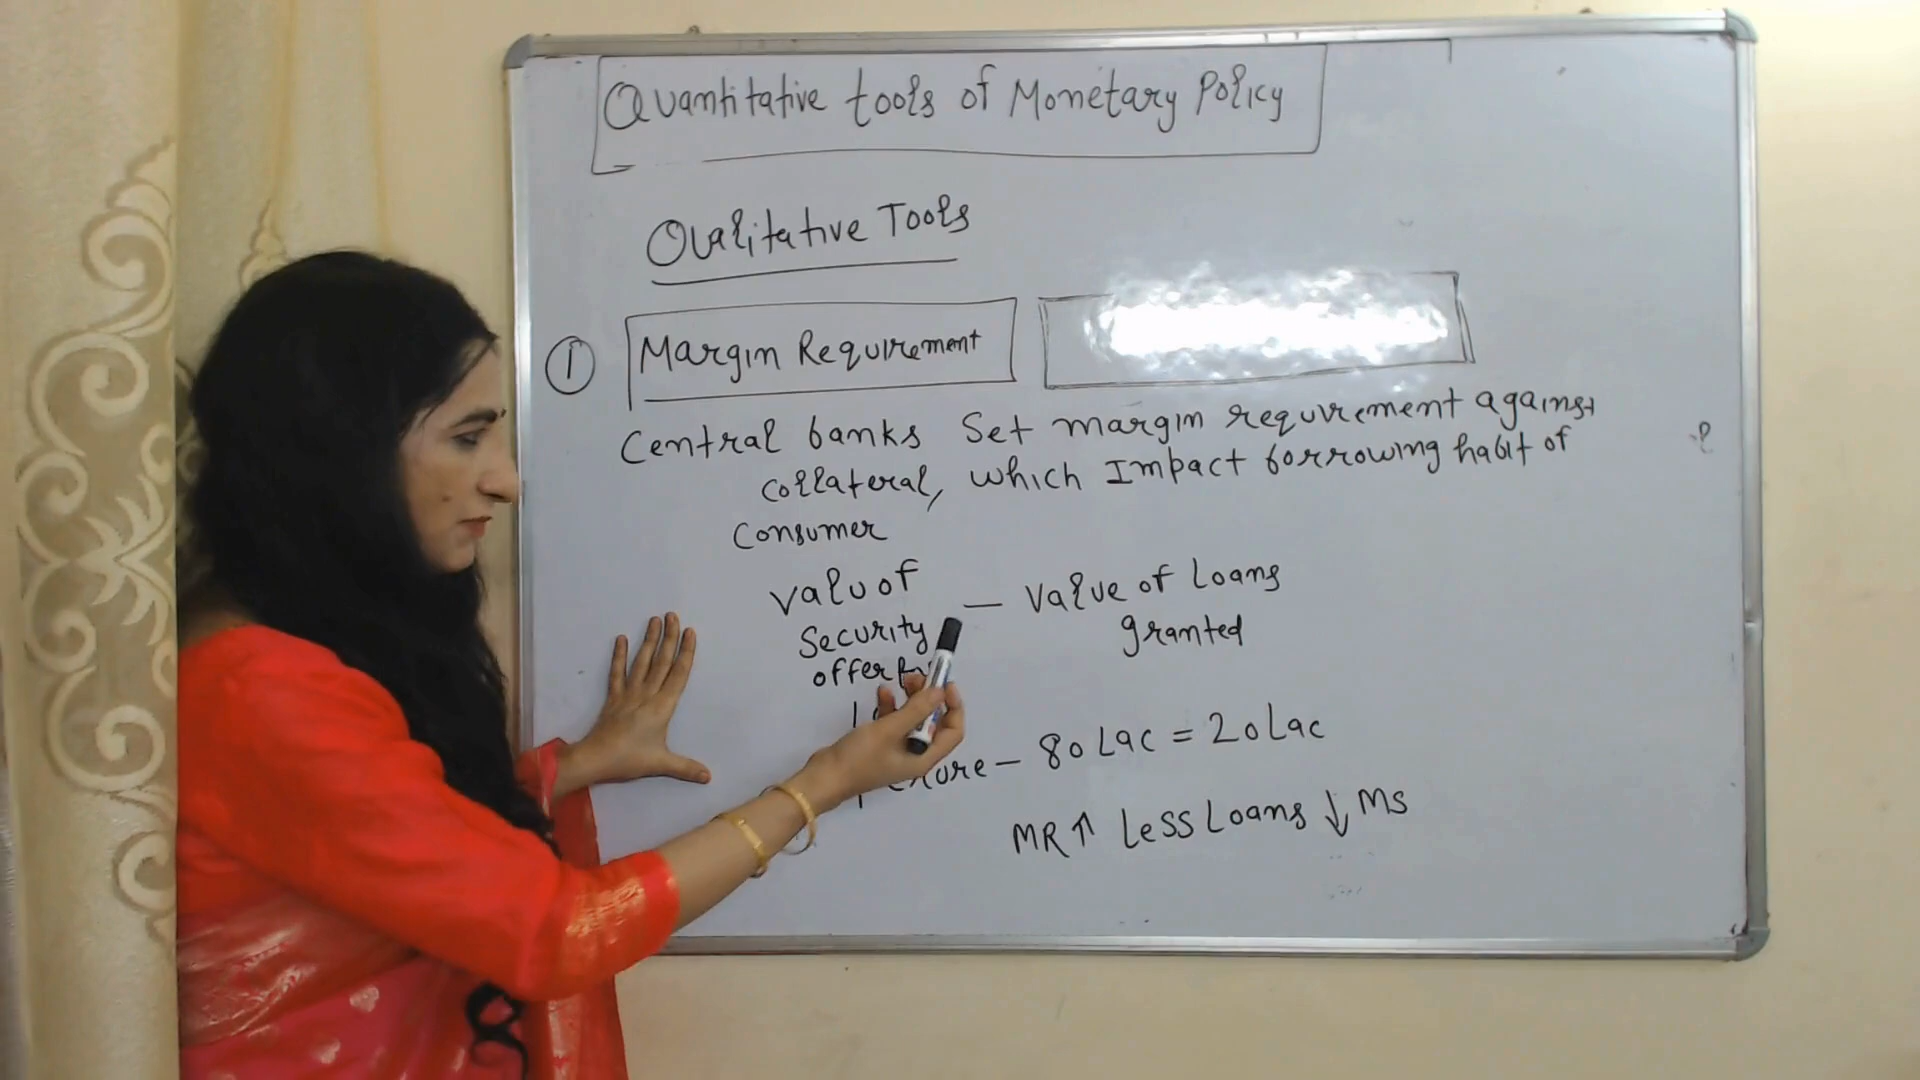 Quantitative tools of Monetary Policy
Qualitative Tools
1 Margin Requirement
Central banks Set margin requirement against
collateral, which Impact borrowing habit of
Consumer
valu of
Security — Value of Loans
offer granted
— 80 Lac = 20 Lac
MR ↑ Less Loans ↓ MS